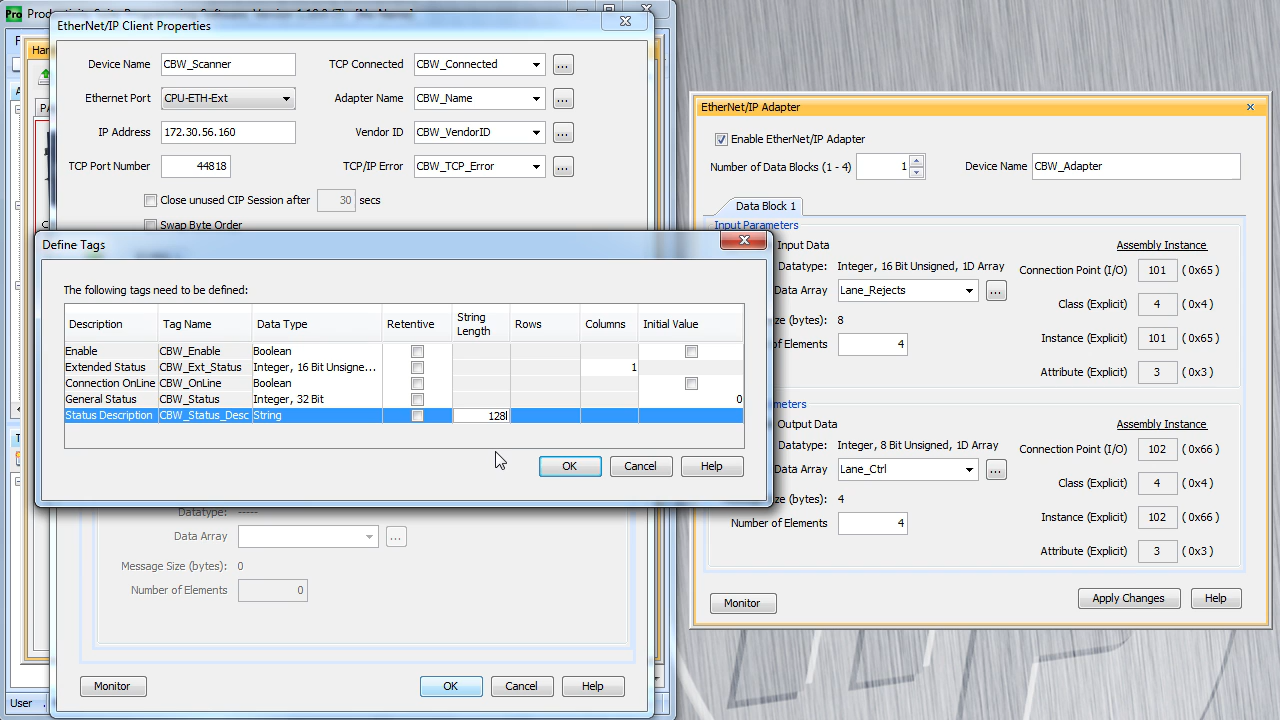 Pro
EtherNet/IP Client Properties
Device Name CBW_Scanner
TCP Connected CBW_Connected ...
Ethernet Port CPU-ETH-Ext
Adapter Name CBW_Name ...
IP Address 172.30.56.160
Vendor ID CBW_VendorID ...
TCP Port Number 44818
TCP/IP Error CBW_TCP_Error ...
Close unused CIP Session after 30 secs
Swap Byte Order
Define Tags
The following tags need to be defined:
Description Tag Name Data Type Retentive String Length Rows Columns Initial Value
Enable CBW_Enable Boolean
Extended Status CBW_Ext_Status Integer, 16 Bit Unsigne... 1
Connection OnLine CBW_OnLine Boolean
General Status CBW_Status Integer, 32 Bit 0
Status Description CBW_Status_Desc String 128
OK Cancel Help
Datatype: -----
Data Array ...
Message Size (bytes): 0
Number of Elements 0
Monitor OK Cancel Help
User
EtherNet/IP Adapter
Enable EtherNet/IP Adapter
Number of Data Blocks (1 - 4) 1
Device Name CBW_Adapter
Data Block 1
Input Parameters
Input Data
Assembly Instance
Datatype: Integer, 16 Bit Unsigned, 1D Array
Connection Point (I/O) 101 ( 0x65 )
Data Array Lane_Rejects ...
Class (Explicit) 4 ( 0x4 )
ze (bytes): 8
Instance (Explicit) 101 ( 0x65 )
of Elements 4
Attribute (Explicit) 3 ( 0x3 )
meters
Output Data
Assembly Instance
Datatype: Integer, 8 Bit Unsigned, 1D Array
Connection Point (I/O) 102 ( 0x66 )
Data Array Lane_Ctrl ...
Class (Explicit) 4 ( 0x4 )
ze (bytes): 4
Instance (Explicit) 102 ( 0x66 )
Number of Elements 4
Attribute (Explicit) 3 ( 0x3 )
Monitor
Apply Changes Help